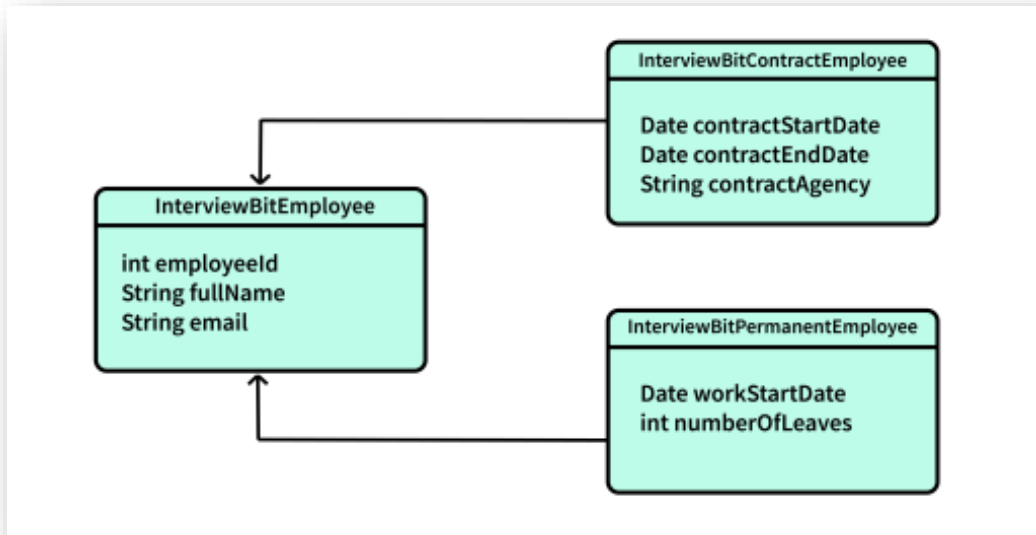 InterviewBitContractEmployee
Date contractStartDate
Date contractEndDate
String contractAgency
InterviewBitEmployee
int employeeId
String fullName
String email
InterviewBitPermanentEmployee
Date workStartDate
int numberOfLeaves